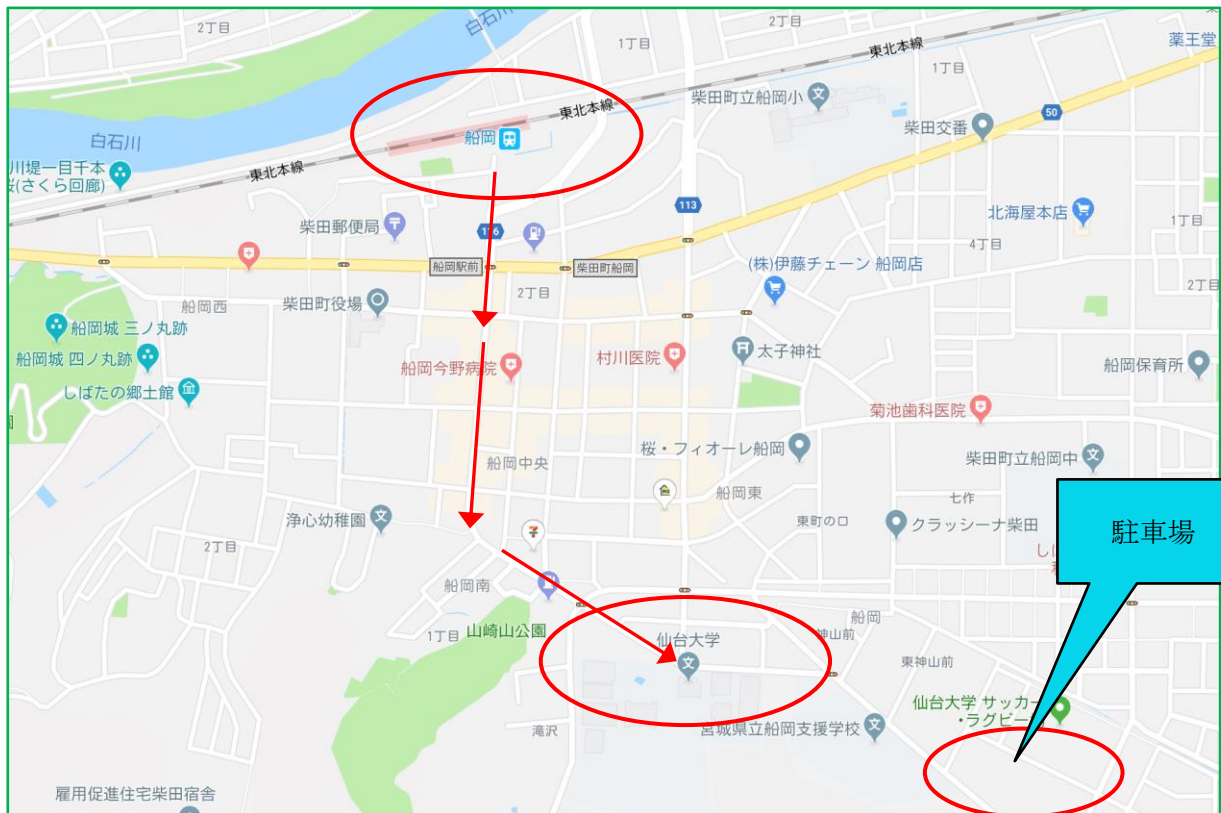 2丁目
白石川
2丁目
1丁目
東北本線
薬王堂
1丁目
船岡
東北本線
柴田町立船岡小
50
柴田交番
白石川
川堤一目千本
桜(さくら回廊)
東北本線
柴田郵便局
116
113
北海屋本店
1丁目
4丁目
船岡駅前
柴田町船岡
(株)伊藤チェーン 船岡店
2丁目
船岡西
柴田町役場
2丁目
船岡城 三ノ丸跡
船岡城 四ノ丸跡
しばたの郷土館
船岡今野病院
村川医院
太子神社
船岡保育所
菊池歯科医院
船岡中央
桜・フィオーレ船岡
柴田町立船岡中
船岡東
七作
浄心幼稚園
東町のロ
クラッシーナ柴田
駐車場
2丁目
し
船岡南
船岡
1丁目
山崎山公園
仙台大学
神山前
東神山前
仙台大学 サッカー
・ラグビー
滝沢
宮城県立船岡支援学校
雇用促進住宅柴田宿舎